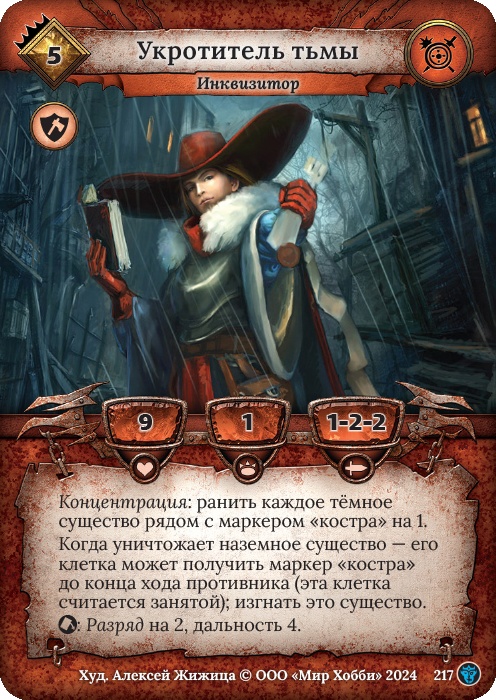 5
Укротитель тьмы
Инквизитор
9
1
1-2-2
Концентрация: ранить каждое тёмное
существо рядом с маркером «костра» на 1.
Когда уничтожает наземное существо — его
клетка может получить маркер «костра»
до конца хода противника (эта клетка
считается занятой); изгнать это существо.
: Разряд на 2, дальность 4.
Худ. Алексей Жижица © ООО «Мир Хобби» 2024
217